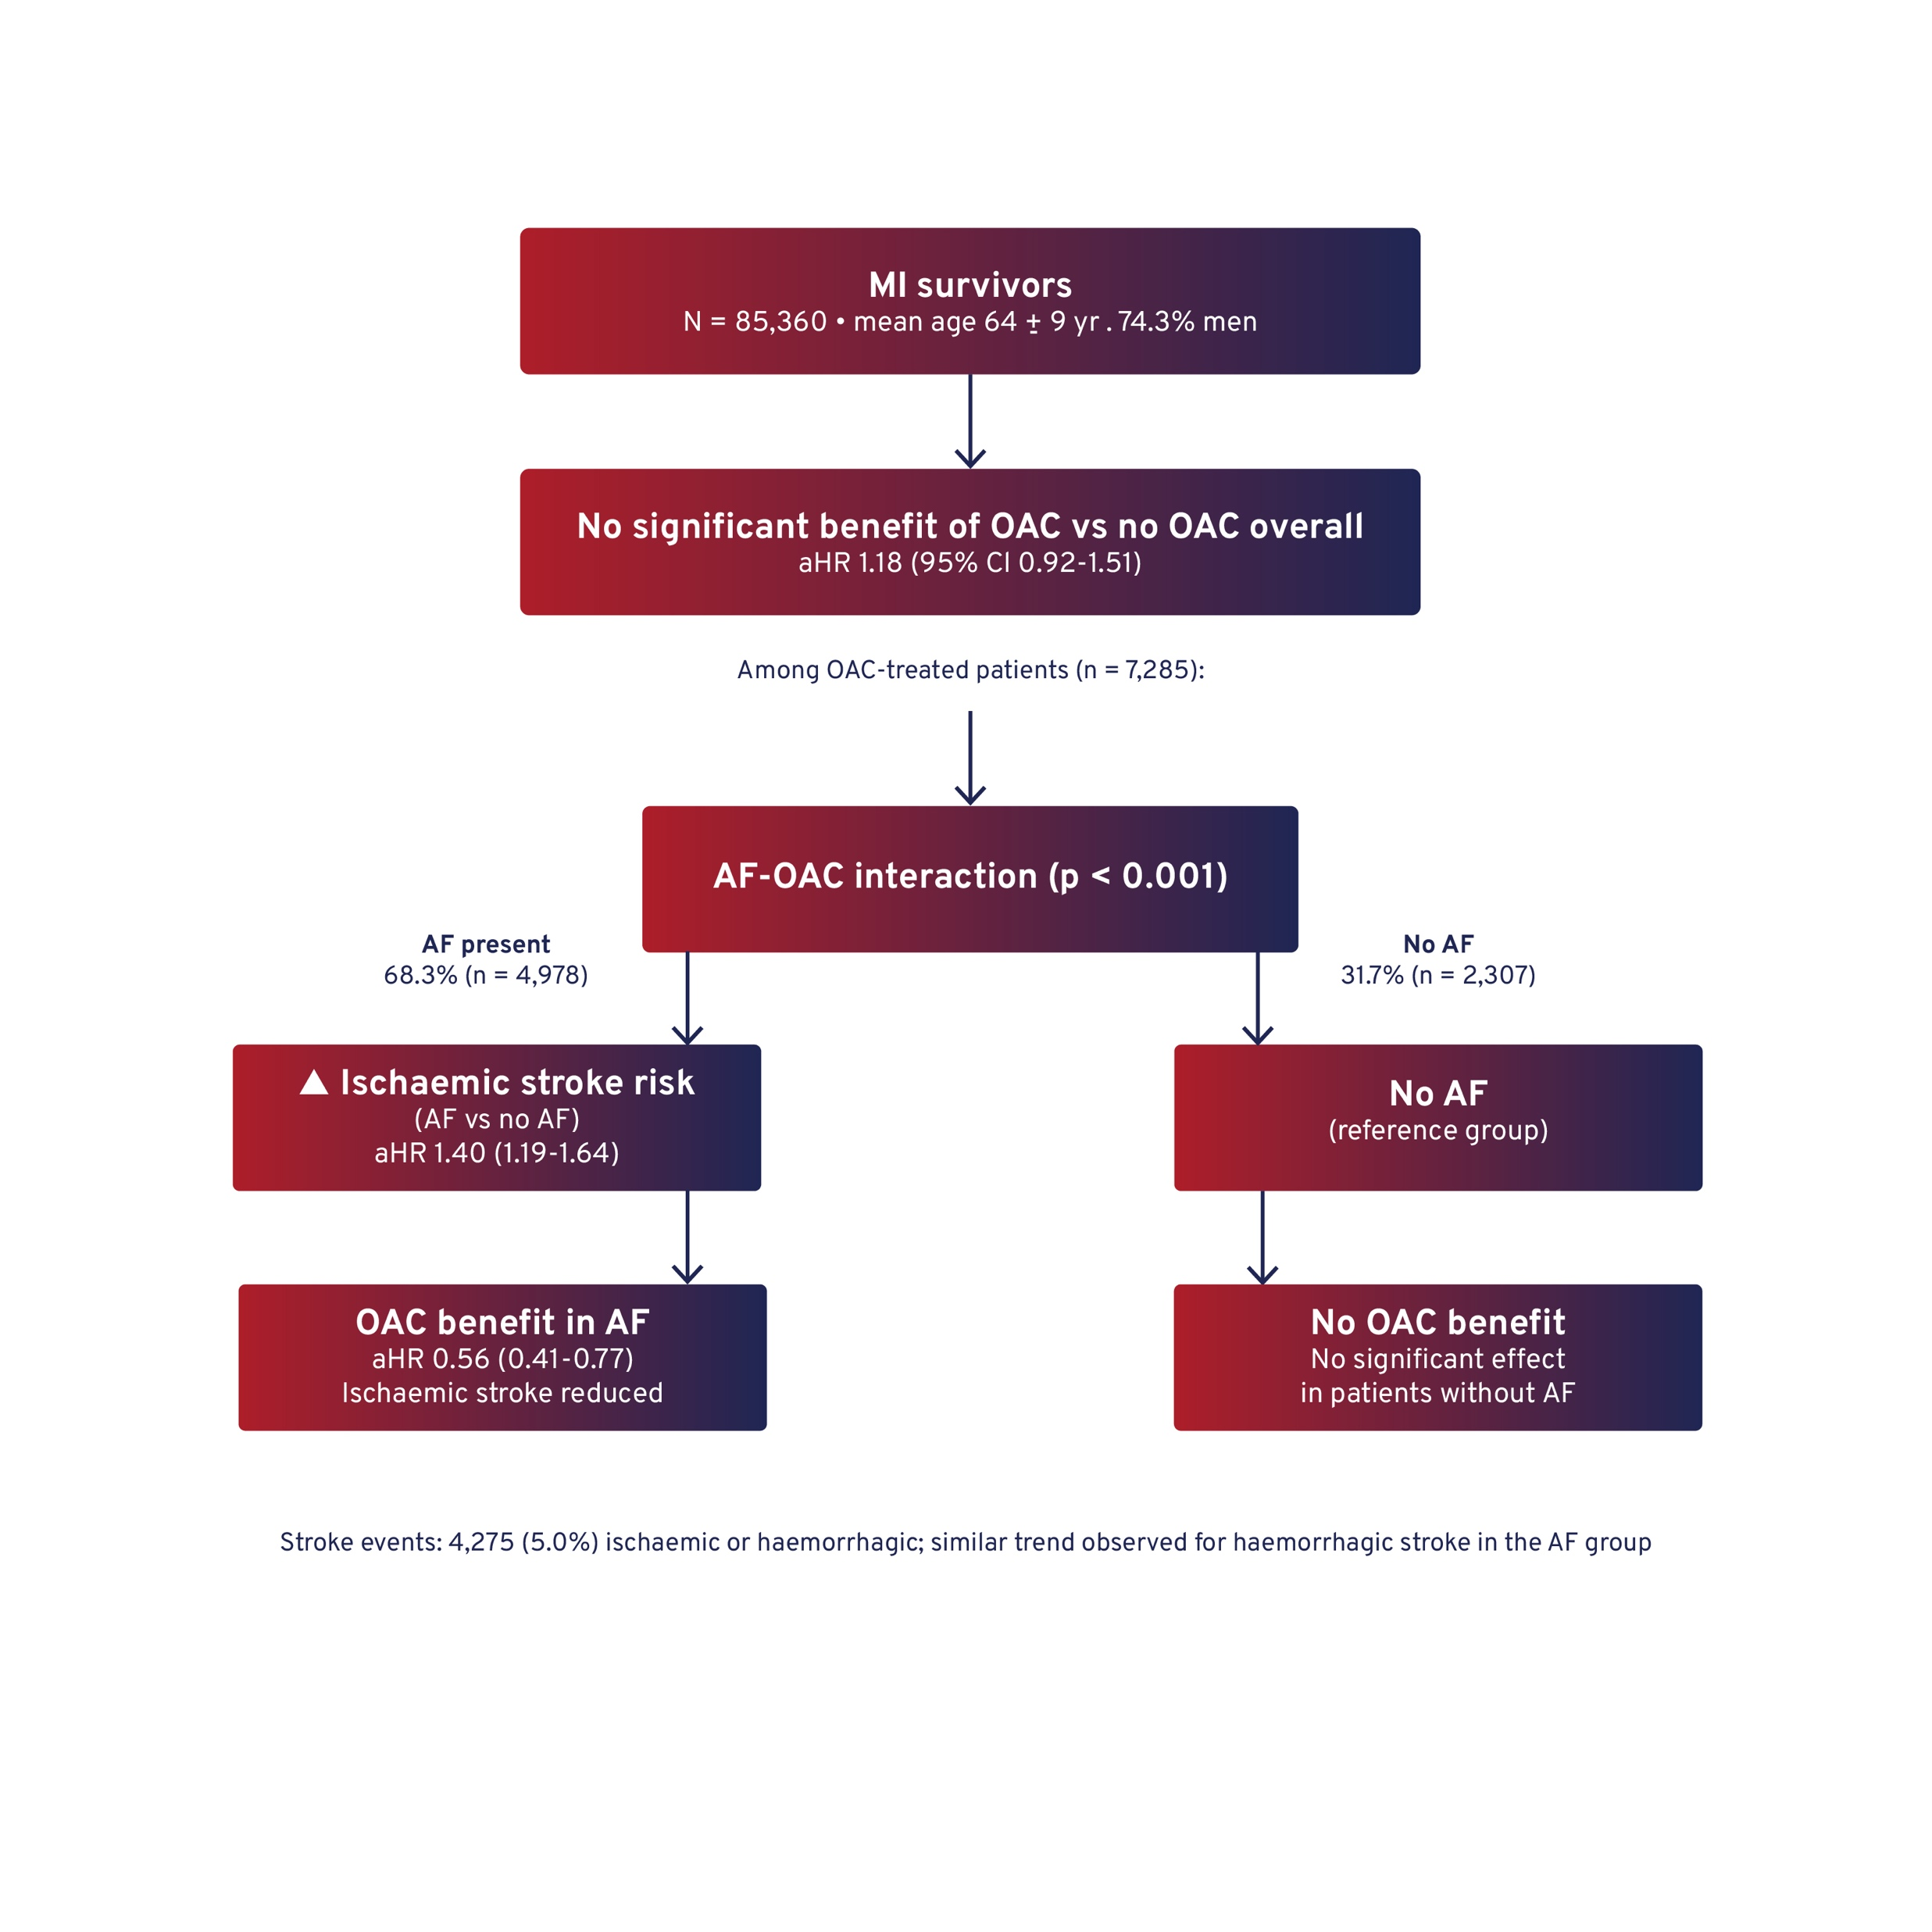 MI survivors
N = 85,360 • mean age 64 ± 9 yr . 74.3% men
No significant benefit of OAC vs no OAC overall
aHR 1.18 (95% CI 0.92-1.51)
Among OAC-treated patients (n = 7,285):
AF-OAC interaction (p < 0.001)
AF present
68.3% (n = 4,978)
No AF
31.7% (n = 2,307)
▲ Ischaemic stroke risk
(AF vs no AF)
aHR 1.40 (1.19-1.64)
No AF
(reference group)
OAC benefit in AF
aHR 0.56 (0.41-0.77)
Ischaemic stroke reduced
No OAC benefit
No significant effect
in patients without AF
Stroke events: 4,275 (5.0%) ischaemic or haemorrhagic; similar trend observed for haemorrhagic stroke in the AF group